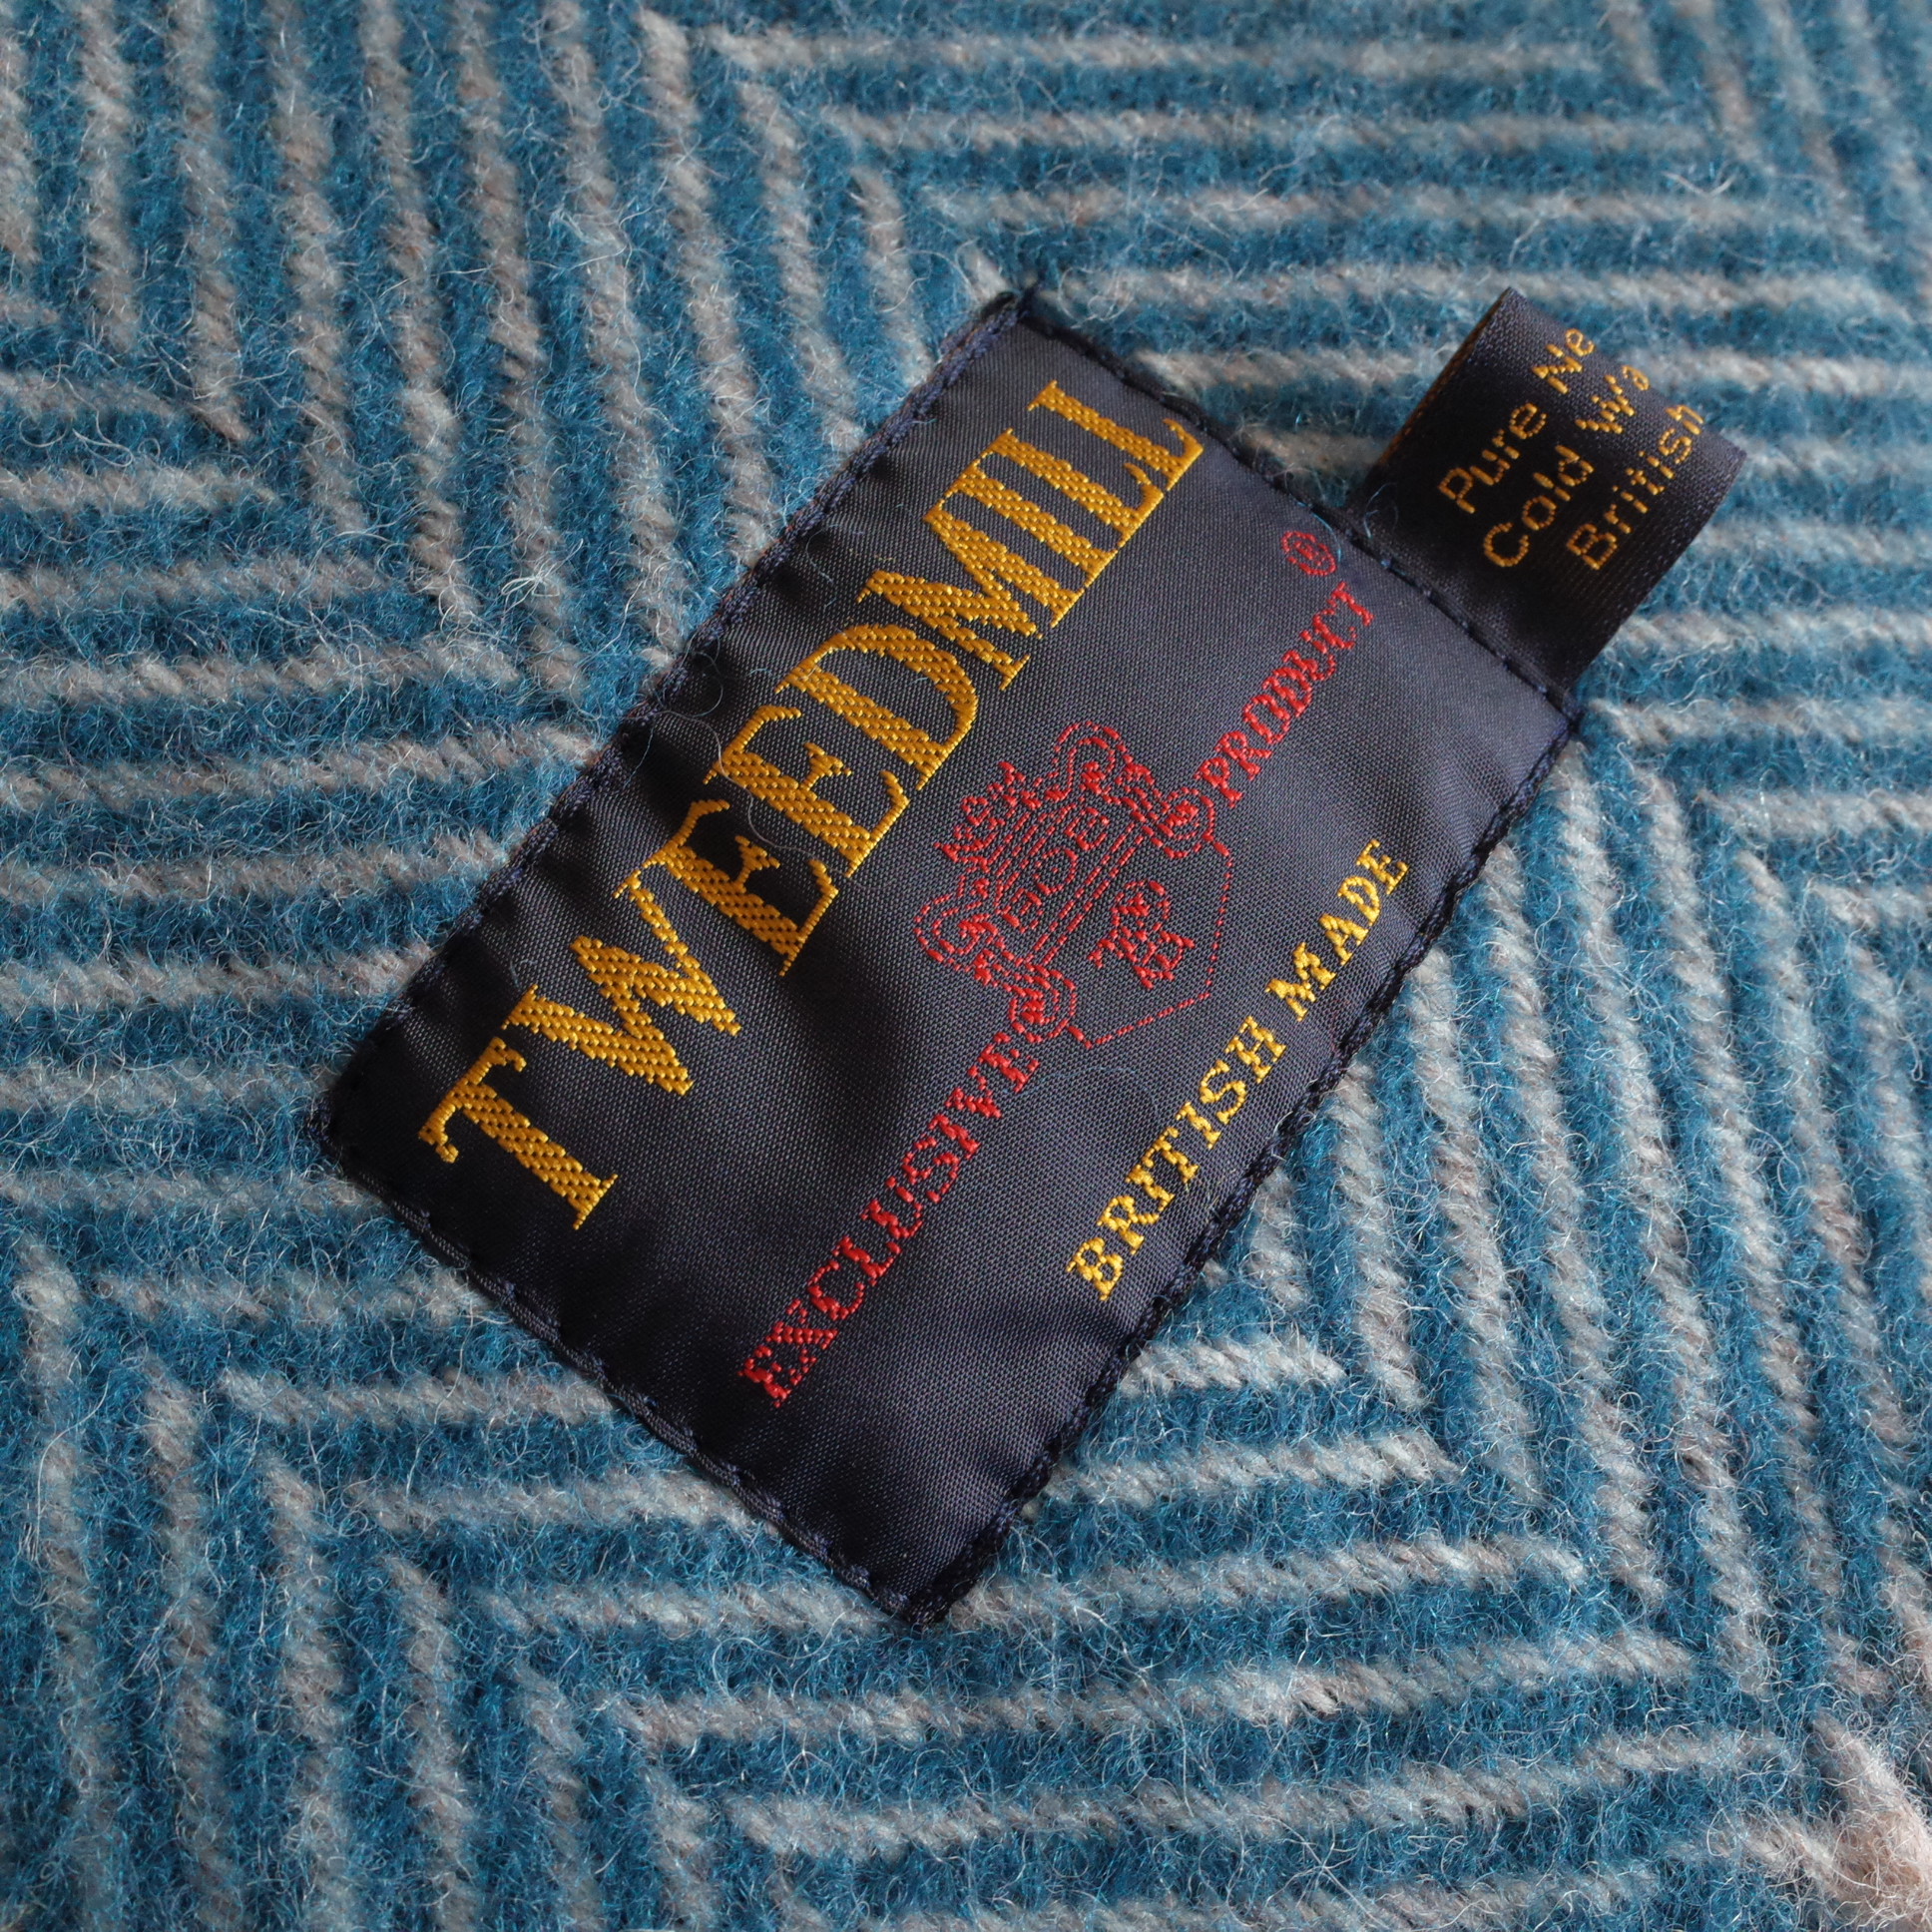 TWEEDMILL
EXCLUSIVE PRODUCT ®
BRITISH MADE
Pure Ne
Cold Wa
British